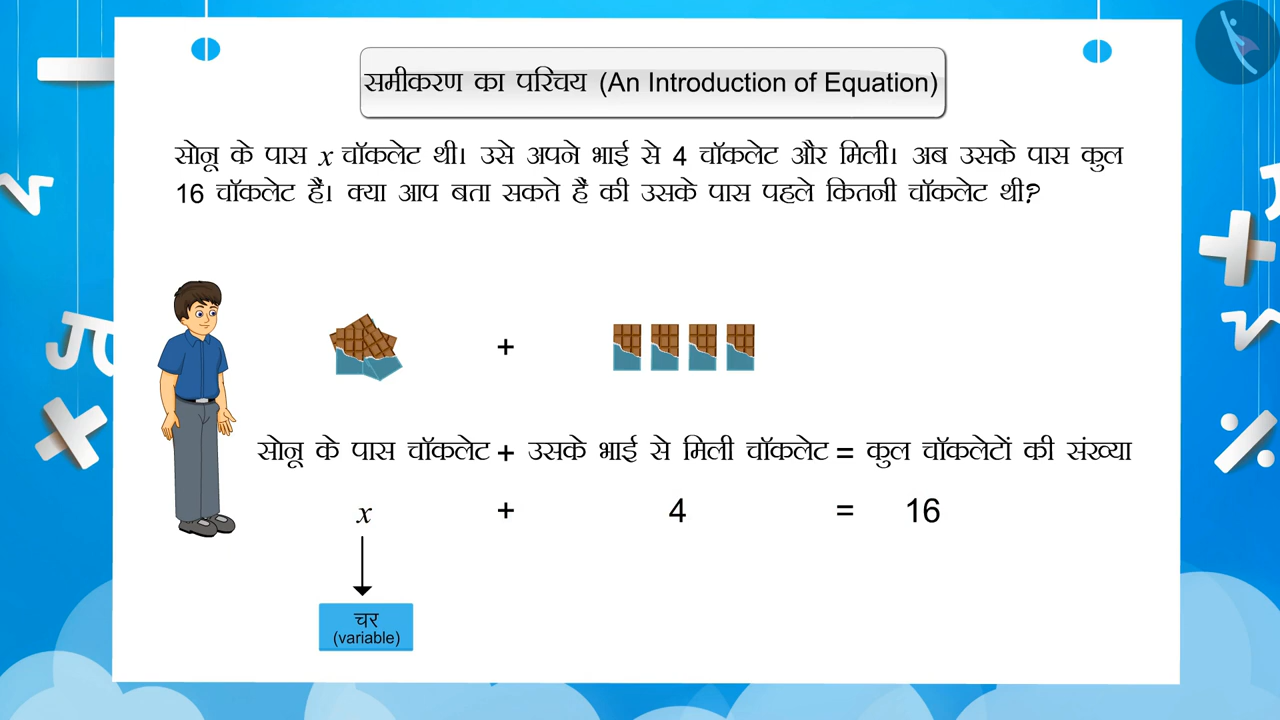 समीकरण का परिचय (An Introduction of Equation)
सोनू के पास x चॉकलेट थी। उसे अपने भाई से 4 चॉकलेट और मिली। अब उसके पास कुल
16 चॉकलेट हैं। क्या आप बता सकते हैं की उसके पास पहले कितनी चॉकलेट थी?
+
सोनू के पास चॉकलेट + उसके भाई से मिली चॉकलेट = कुल चॉकलेटों की संख्या
x + 4 = 16
चर
(variable)